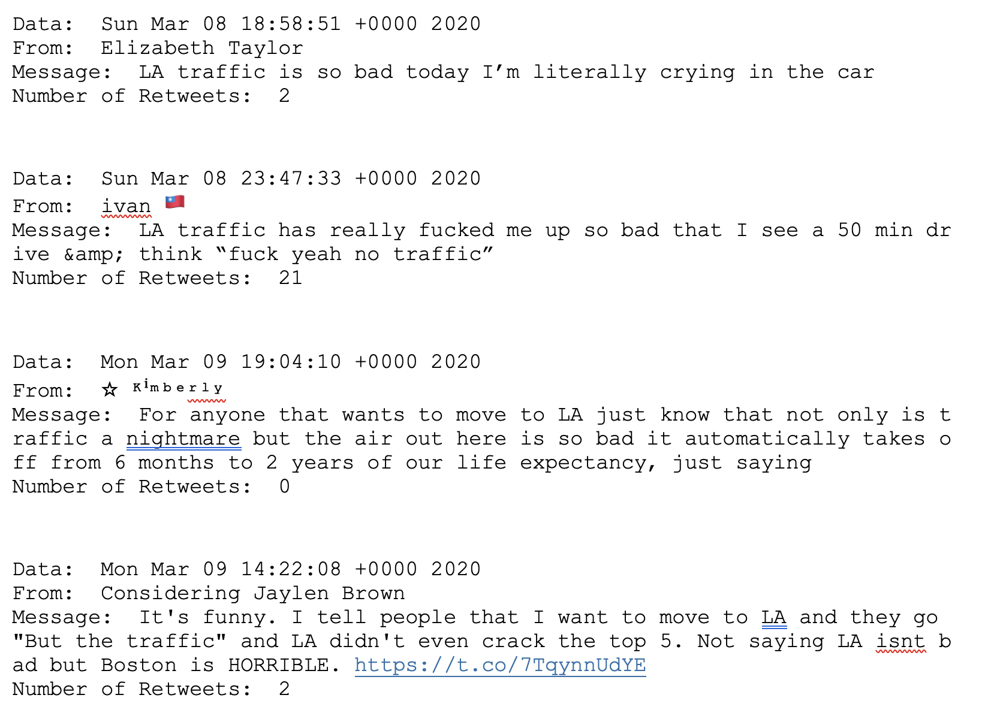 Data:  Sun Mar 08 18:58:51 +0000 2020
From:  Elizabeth Taylor
Message:  LA traffic is so bad today I’m literally crying in the car
Number of Retweets:  2
Data:  Sun Mar 08 23:47:33 +0000 2020
From:  ivan 🇹🇼
Message:  LA traffic has really fucked me up so bad that I see a 50 min dr
ive &amp; think “fuck yeah no traffic”
Number of Retweets:  21
Data:  Mon Mar 09 19:04:10 +0000 2020
From:  ☆ ᴷⁱᵐᵇᵉʳˡʸ
Message:  For anyone that wants to move to LA just know that not only is t
raffic a nightmare but the air out here is so bad it automatically takes o
ff from 6 months to 2 years of our life expectancy, just saying
Number of Retweets:  0
Data:  Mon Mar 09 14:22:08 +0000 2020
From:  Considering Jaylen Brown
Message:  It's funny. I tell people that I want to move to LA and they go
"But the traffic" and LA didn't even crack the top 5. Not saying LA isnt b
ad but Boston is HORRIBLE. https://t.co/7TqynnUdYE
Number of Retweets:  2